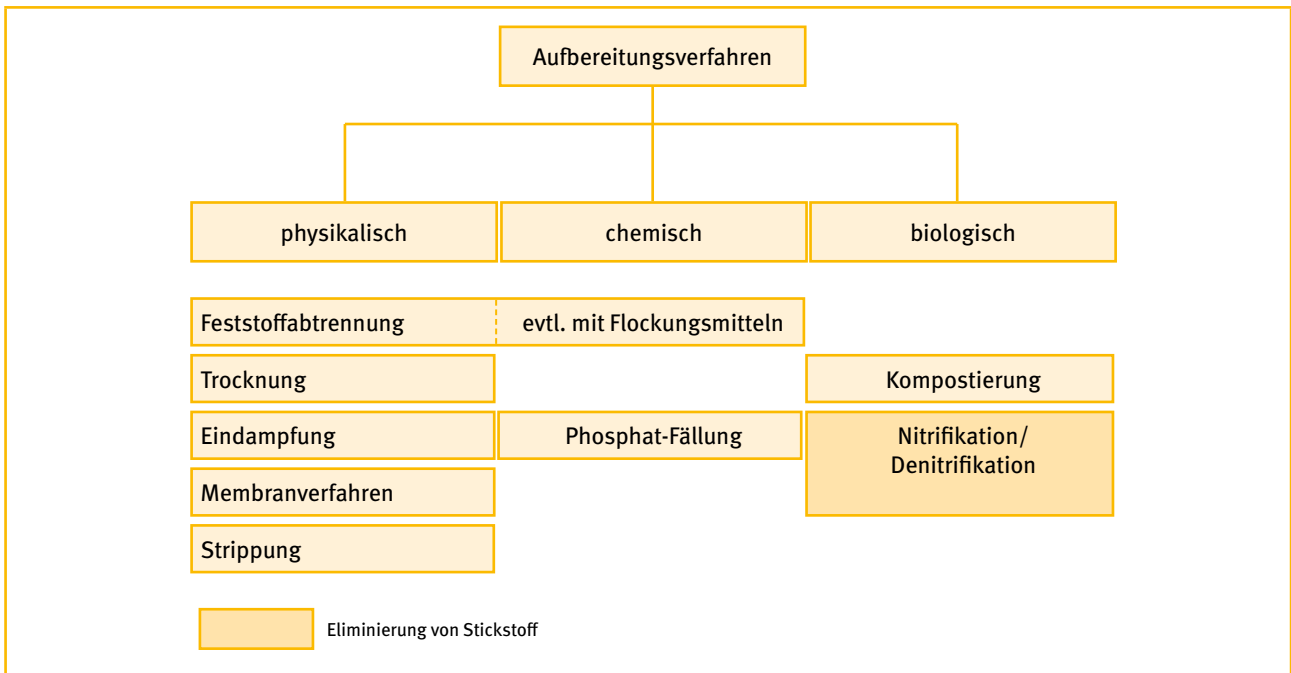 Aufbereitungsverfahren
physikalisch
chemisch
biologisch
Feststoffabtrennung
evtl. mit Flockungsmitteln
Trocknung
Kompostierung
Eindampfung
Phosphat-Fällung
Nitrifikation/
Denitrifikation
Membranverfahren
Strippung
Eliminierung von Stickstoff